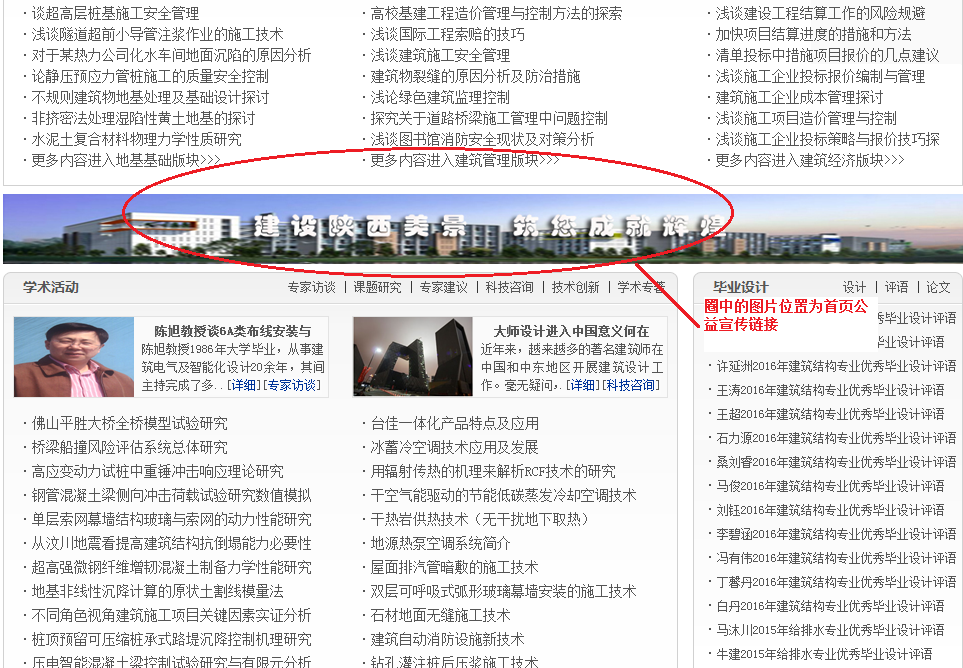 · 谈超高层桩基施工安全管理
· 浅谈隧道超前小导管注浆作业的施工技术
· 对于某热力公司化水车间地面沉陷的原因分析
· 论静压预应力管桩施工的质量安全控制
· 不规则建筑物地基处理及基础设计探讨
· 非挤密法处理湿陷性黄土地基的探讨
· 水泥土复合材料物理力学性质研究
· 更多内容进入地基基础版块>>>
· 高校基建工程造价管理与控制方法的探索
· 浅谈国际工程索赔的技巧
· 浅谈建筑施工安全管理
· 建筑物裂缝的原因分析及防治措施
· 浅论绿色建筑监理控制
· 探究关于道路桥梁施工管理中问题控制
· 浅谈图书馆消防安全现状及对策分析
· 更多内容进入建筑管理版块>>>
· 浅谈建设工程结算工作的风险规避
· 加快项目结算进度的措施和方法
· 清单投标中措施项目报价的几点建议
· 浅谈施工企业投标报价编制与管理
· 建筑施工企业成本管理探讨
· 浅谈施工项目造价管理与控制
· 浅谈施工企业投标策略与报价技巧探
· 更多内容进入建筑经济版块>>>
建设陕西美景 筑您成就辉煌
学术活动 专家访谈 | 课题研究 | 专家建议 | 科技咨询 | 技术创新 | 学术专著
陈旭教授谈6A类布线安装与
陈旭教授1986年大学毕业，从事建
筑电气及智能化设计20余年，其间
主持完成了多..[详细][专家访谈]
大师设计进入中国意义何在
近年来，越来越多的著名建筑师在
中国和中东地区开展建筑设计工
作。毫无疑问，.[详细][科技咨询]
· 佛山平胜大桥全桥模型试验研究
· 桥梁船撞风险评估系统总体研究
· 高应变动力试桩中重锤冲击响应理论研究
· 钢管混凝土梁侧向冲击荷载试验研究数值模拟
· 单层索网幕墙结构玻璃与索网的动力性能研究
· 从汶川地震看提高建筑结构抗倒塌能力必要性
· 超高强微钢纤维增韧混凝土制备力学性能研究
· 地基非线性沉降计算的原状土割线模量法
· 不同角色视角建筑施工项目关键因素实证分析
· 桩顶预留可压缩桩承式路堤沉降控制机理研究
· 压电智能混凝土梁控制试验研究与有限元分析
· 台佳一体化产品特点及应用
· 冰蓄冷空调技术应用及发展
· 用辐射传热的机理来解析RCF技术的研究
· 干空气能驱动的节能低碳蒸发冷却空调技术
· 干热岩供热技术（无干扰地下取热）
· 地源热泵空调系统简介
· 屋面排汽管暗敷的施工技术
· 双层可呼吸式弧形玻璃幕墙安装的施工技术
· 石材地面无缝施工技术
· 建筑自动消防设施新技术
· 钻孔灌注桩后压浆施工技术
毕业设计 设计 | 评语 | 论文
圈中的图片位置为首页公
益宣传链接
秀毕业设计评语
毕业设计评语
· 许延洲2016年建筑结构专业优秀毕业设计评语
· 王涛2016年建筑结构专业优秀毕业设计评语
· 王超2016年建筑结构专业优秀毕业设计评语
· 石力源2016年建筑结构专业优秀毕业设计评语
· 桑刘睿2016年建筑结构专业优秀毕业设计评语
· 马俊2016年建筑结构专业优秀毕业设计评语
· 刘钰2016年建筑结构专业优秀毕业设计评语
· 李碧涵2016年建筑结构专业优秀毕业设计评语
· 冯有伟2016年建筑结构专业优秀毕业设计评语
· 丁馨丹2016年建筑结构专业优秀毕业设计评语
· 白丹2016年建筑结构专业优秀毕业设计评语
· 马沐川2015年给排水专业优秀毕业设计评语
· 牛建2015年给排水专业优秀毕业设计评语